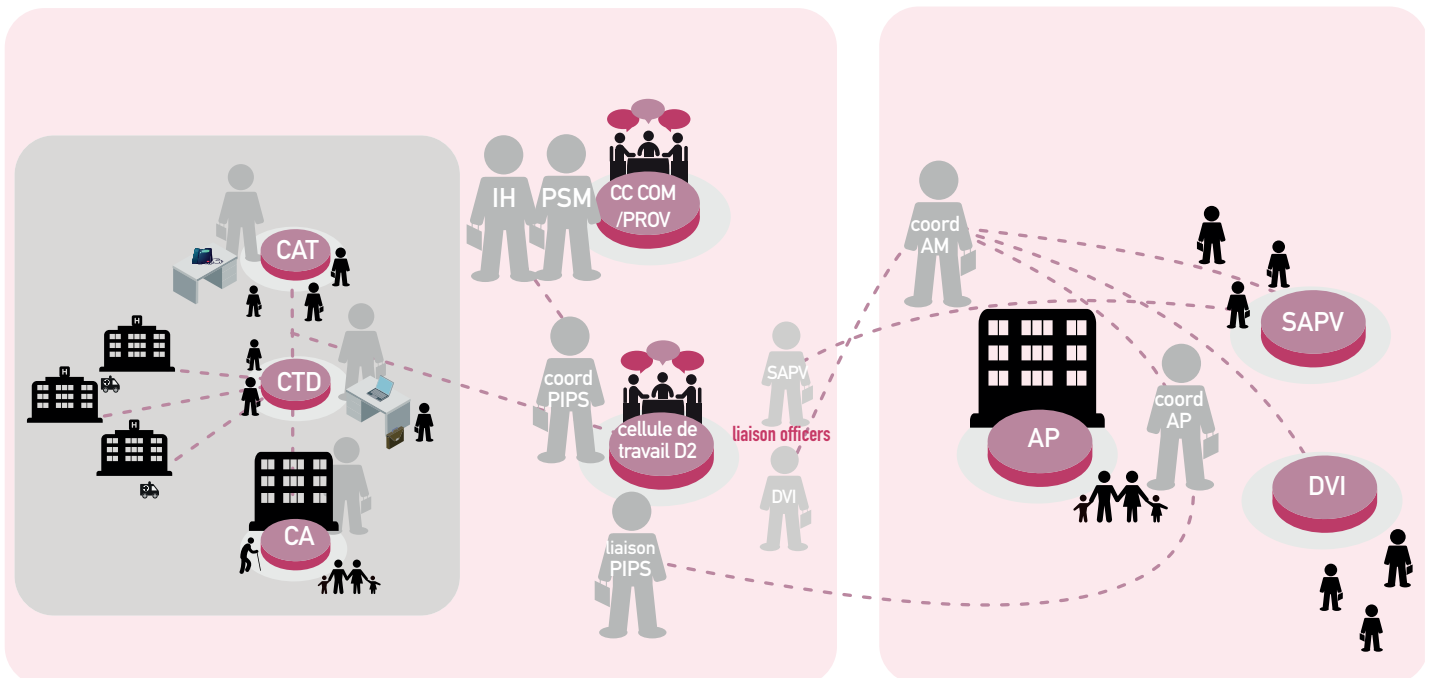 IH
PSM
CC COM
/PROV
CAT
H
H
H
CTD
CA
coord
PIPS
cellule de
travail D2
liaison
PIPS
SAPV
liaison officers
DVI
coord
AM
AP
coord
AP
SAPV
DVI